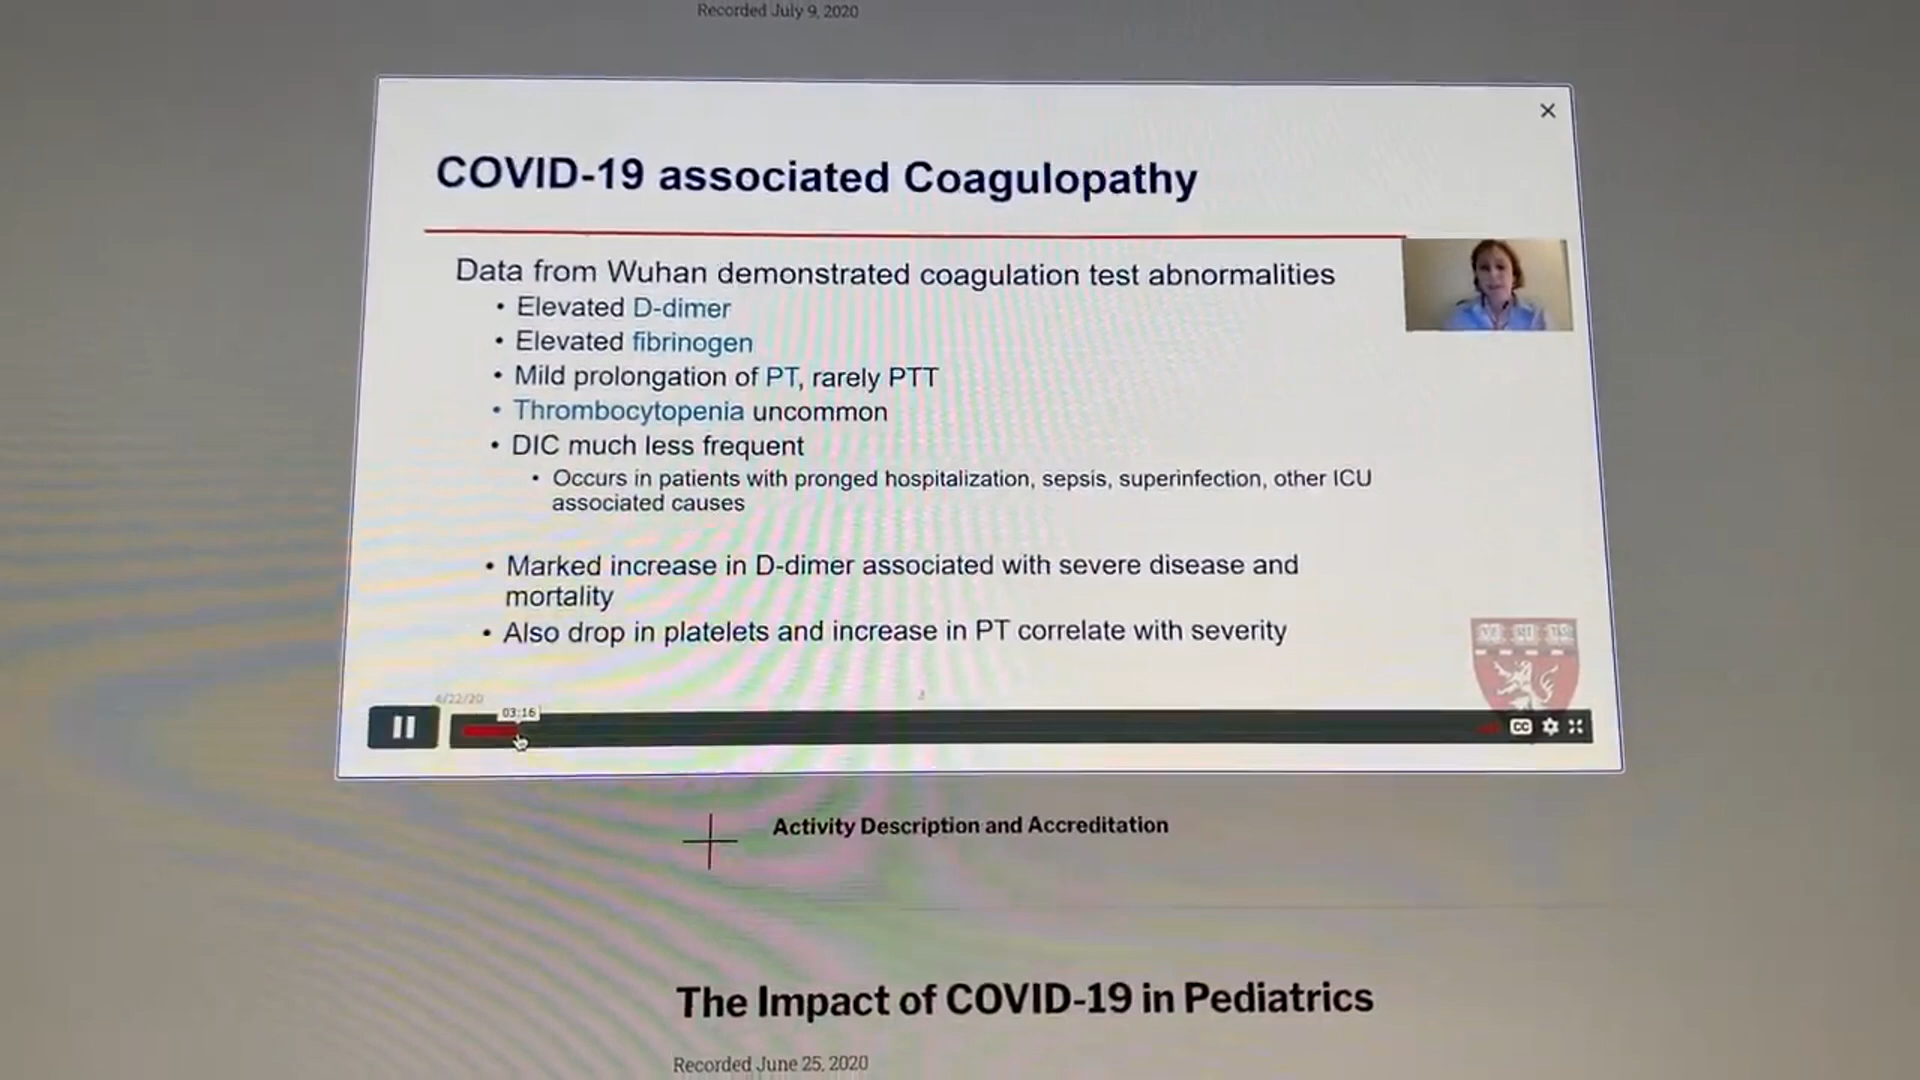 Recorded July 9, 2020
COVID-19 associated Coagulopathy
Data from Wuhan demonstrated coagulation test abnormalities
• Elevated D-dimer
• Elevated fibrinogen
• Mild prolongation of PT, rarely PTT
• Thrombocytopenia uncommon
• DIC much less frequent
• Occurs in patients with pronged hospitalization, sepsis, superinfection, other ICU
associated causes
• Marked increase in D-dimer associated with severe disease and
mortality
• Also drop in platelets and increase in PT correlate with severity
4/22/20
03:16
CC
Activity Description and Accreditation
The Impact of COVID-19 in Pediatrics
Recorded June 25, 2020